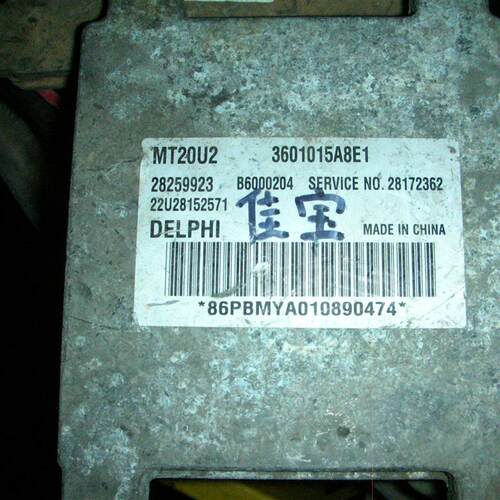 MT20U2 3601015A8E1
28259923 B6000204 SERVICE NO. 28172362
22U28152571
DELPHI 佳宝 MADE IN CHINA
*86PBMYA010890474*